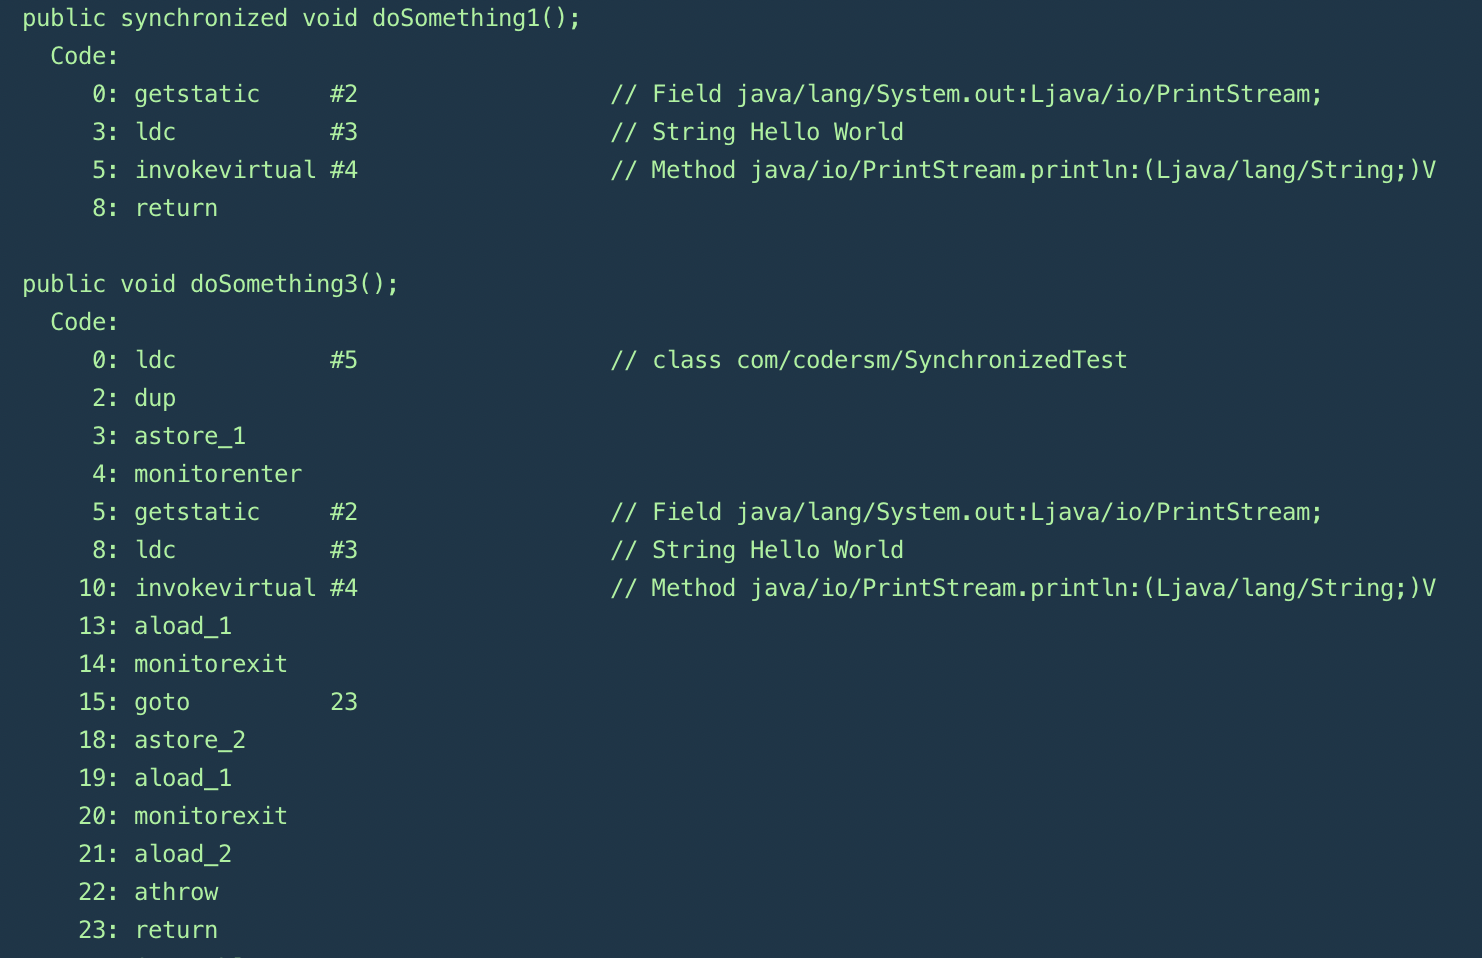 public synchronized void doSomething1();
  Code:
     0: getstatic     #2                  // Field java/lang/System.out:Ljava/io/PrintStream;
     3: ldc           #3                  // String Hello World
     5: invokevirtual #4                  // Method java/io/PrintStream.println:(Ljava/lang/String;)V
     8: return

public void doSomething3();
  Code:
     0: ldc           #5                  // class com/codersm/SynchronizedTest
     2: dup
     3: astore_1
     4: monitorenter
     5: getstatic     #2                  // Field java/lang/System.out:Ljava/io/PrintStream;
     8: ldc           #3                  // String Hello World
    10: invokevirtual #4                  // Method java/io/PrintStream.println:(Ljava/lang/String;)V
    13: aload_1
    14: monitorexit
    15: goto          23
    18: astore_2
    19: aload_1
    20: monitorexit
    21: aload_2
    22: athrow
    23: return